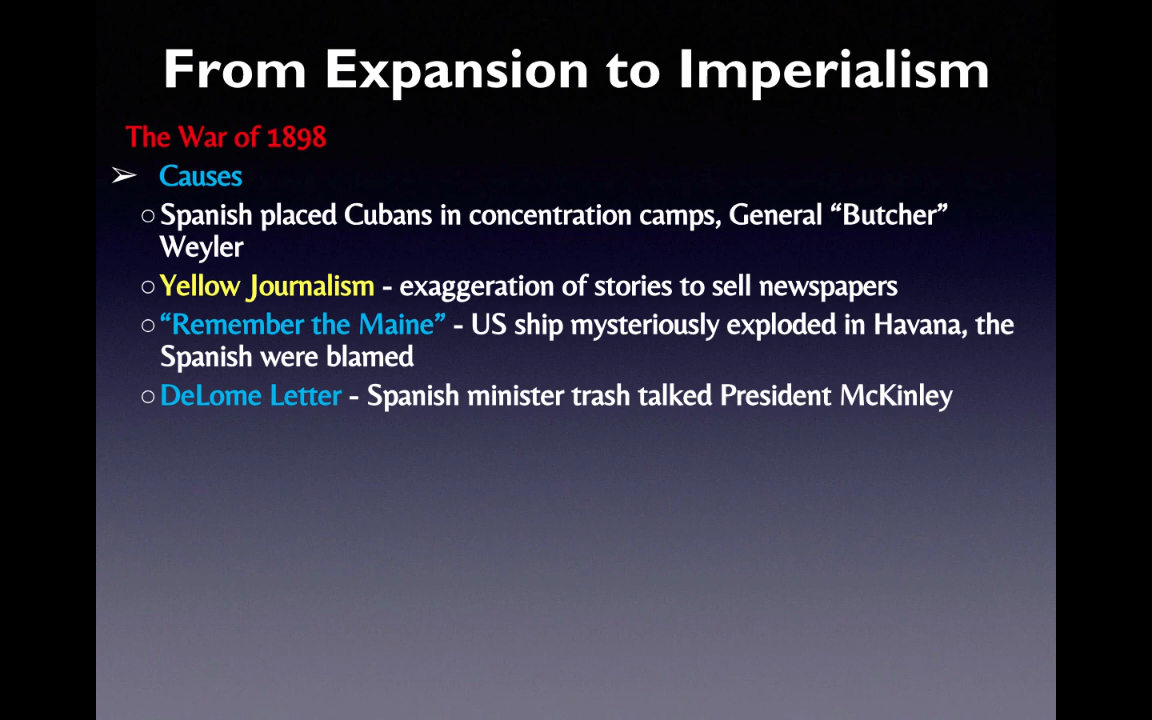 From Expansion to Imperialism
The War of 1898
➢ Causes
○ Spanish placed Cubans in concentration camps, General “Butcher”
Weyler
○ Yellow Journalism - exaggeration of stories to sell newspapers
○ “Remember the Maine” - US ship mysteriously exploded in Havana, the
Spanish were blamed
○ DeLome Letter - Spanish minister trash talked President McKinley